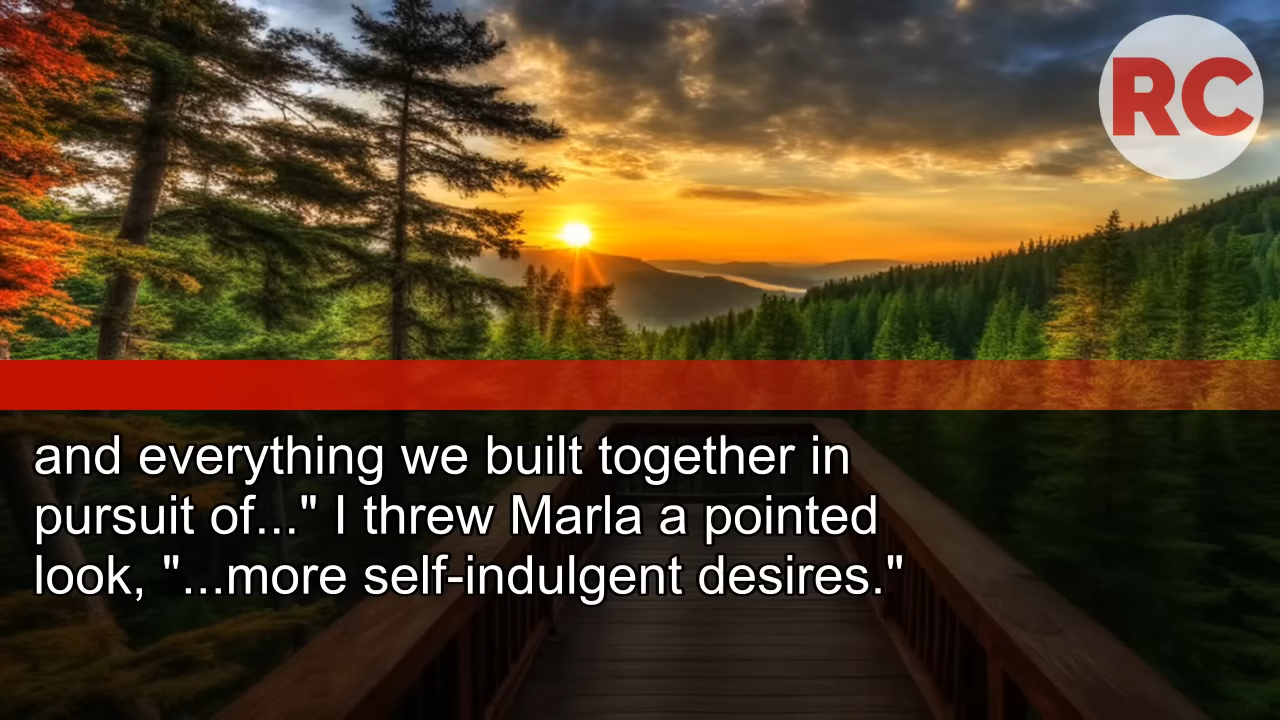 RC
and everything we built together in
pursuit of..." I threw Marla a pointed
look, "...more self-indulgent desires."